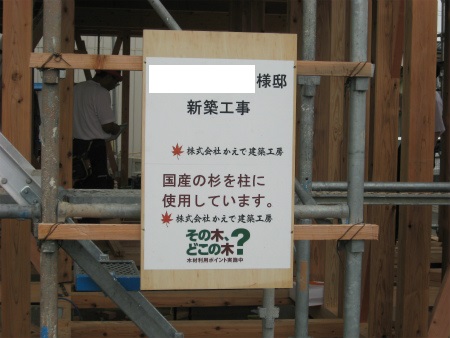 様邸
新築工事
株式会社かえで建築工房
国産の杉を柱に
使用しています。
株式会社かえで建築工房
その木、
どこの木?
木材利用ポイント実施中